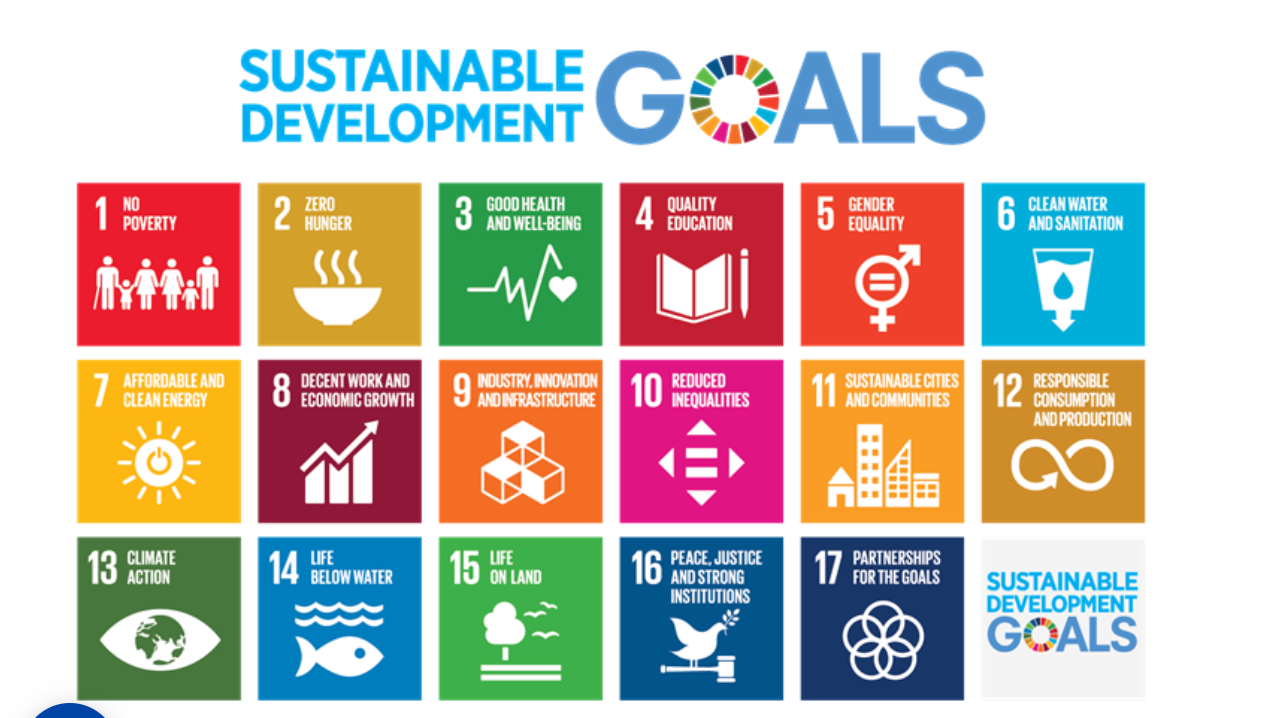 SUSTAINABLE
DEVELOPMENT
GOALS
1 NO
POVERTY
2 ZERO
HUNGER
3 GOOD HEALTH
AND WELL-BEING
4 QUALITY
EDUCATION
5 GENDER
EQUALITY
6 CLEAN WATER
AND SANITATION
7 AFFORDABLE AND
CLEAN ENERGY
8 DECENT WORK AND
ECONOMIC GROWTH
9 INDUSTRY, INNOVATION
AND INFRASTRUCTURE
10 REDUCED
INEQUALITIES
11 SUSTAINABLE CITIES
AND COMMUNITIES
12 RESPONSIBLE
CONSUMPTION
AND PRODUCTION
13 CLIMATE
ACTION
14 LIFE
BELOW WATER
15 LIFE
ON LAND
16 PEACE, JUSTICE
AND STRONG
INSTITUTIONS
17 PARTNERSHIPS
FOR THE GOALS
SUSTAINABLE
DEVELOPMENT
GOALS